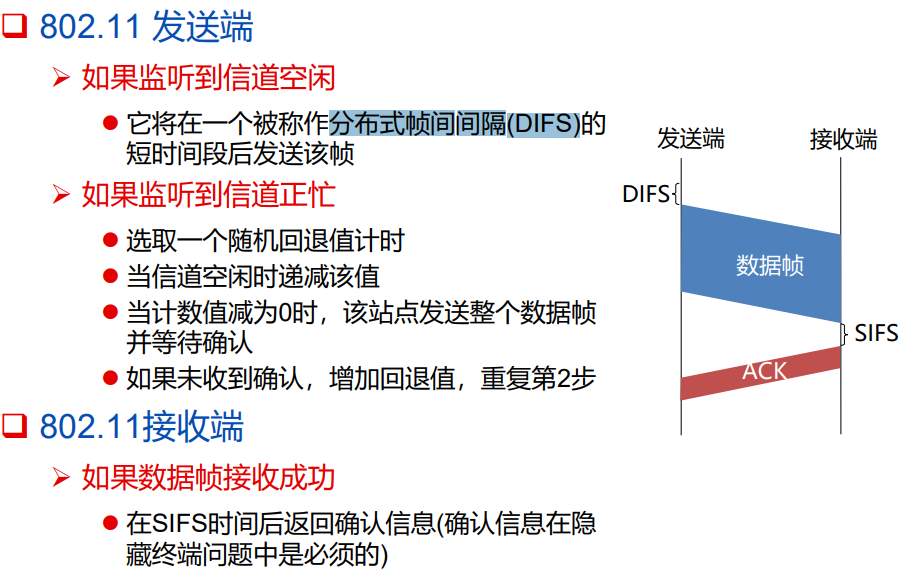 802.11 发送端
如果监听到信道空闲
它将在一个被称作分布式帧间间隔(DIFS)的
短时间段后发送该帧
如果监听到信道正忙
选取一个随机回退值计时
当信道空闲时递减该值
当计数值减为0时，该站点发送整个数据帧
并等待确认
如果未收到确认，增加回退值，重复第2步
802.11接收端
如果数据帧接收成功
在SIFS时间后返回确认信息(确认信息在隐
藏终端问题中是必须的)
发送端
接收端
DIFS
数据帧
SIFS
ACK